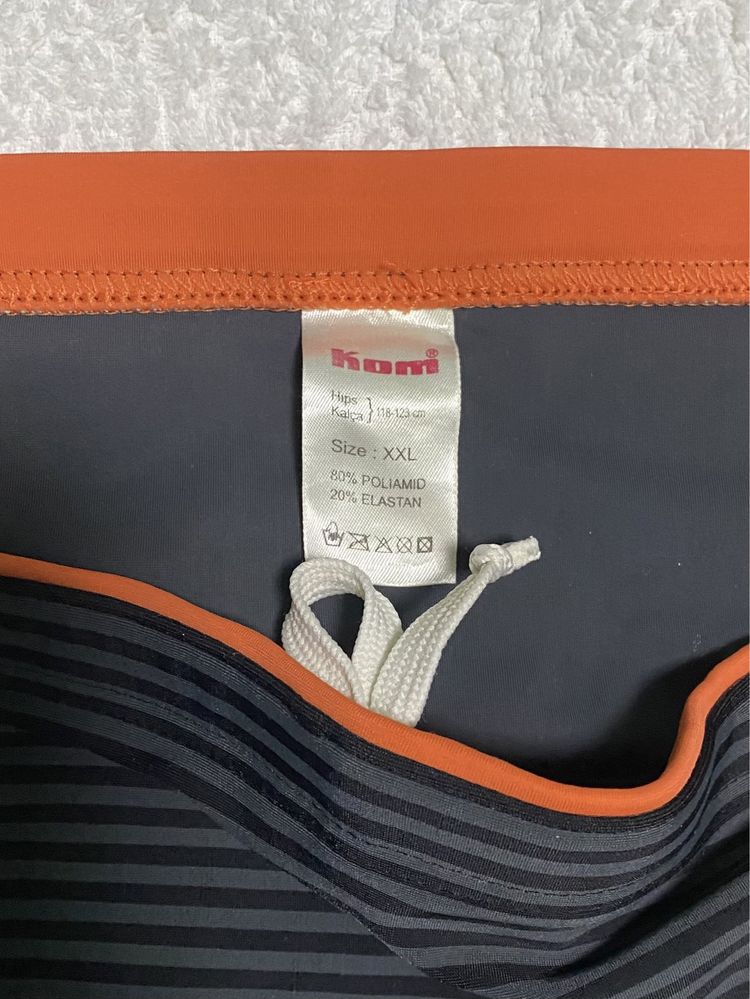 Kom®
Hips
Kalça } 118-123 cm
Size : XXL
80% POLIAMID
20% ELASTAN